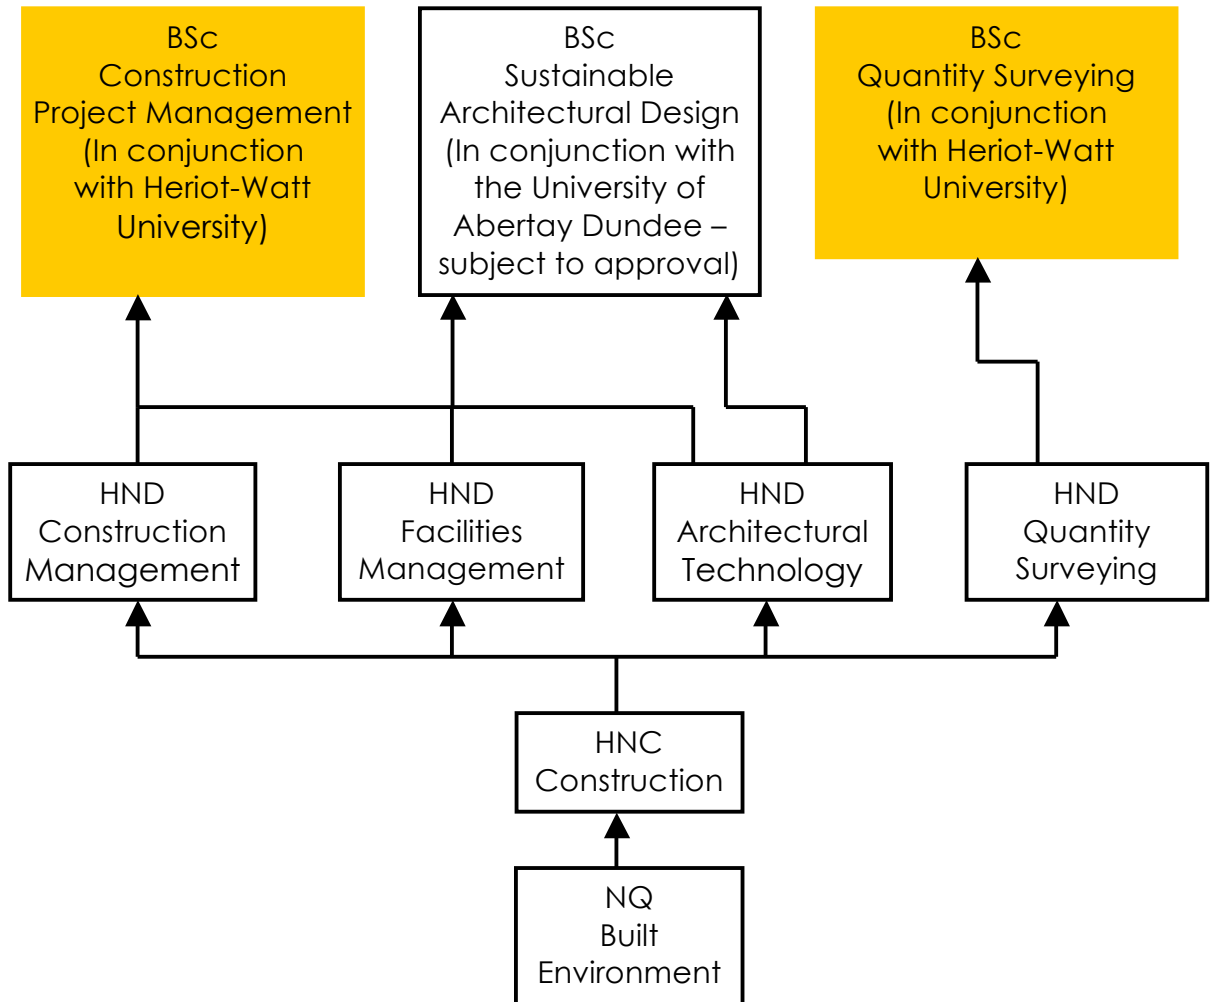 BSc
Construction
Project Management
(In conjunction
with Heriot-Watt
University)
BSc
Sustainable
Architectural Design
(In conjunction with
the University of
Abertay Dundee –
subject to approval)
BSc
Quantity Surveying
(In conjunction
with Heriot-Watt
University)
HND
Construction
Management
HND
Facilities
Management
HND
Architectural
Technology
HND
Quantity
Surveying
HNC
Construction
NQ
Built
Environment